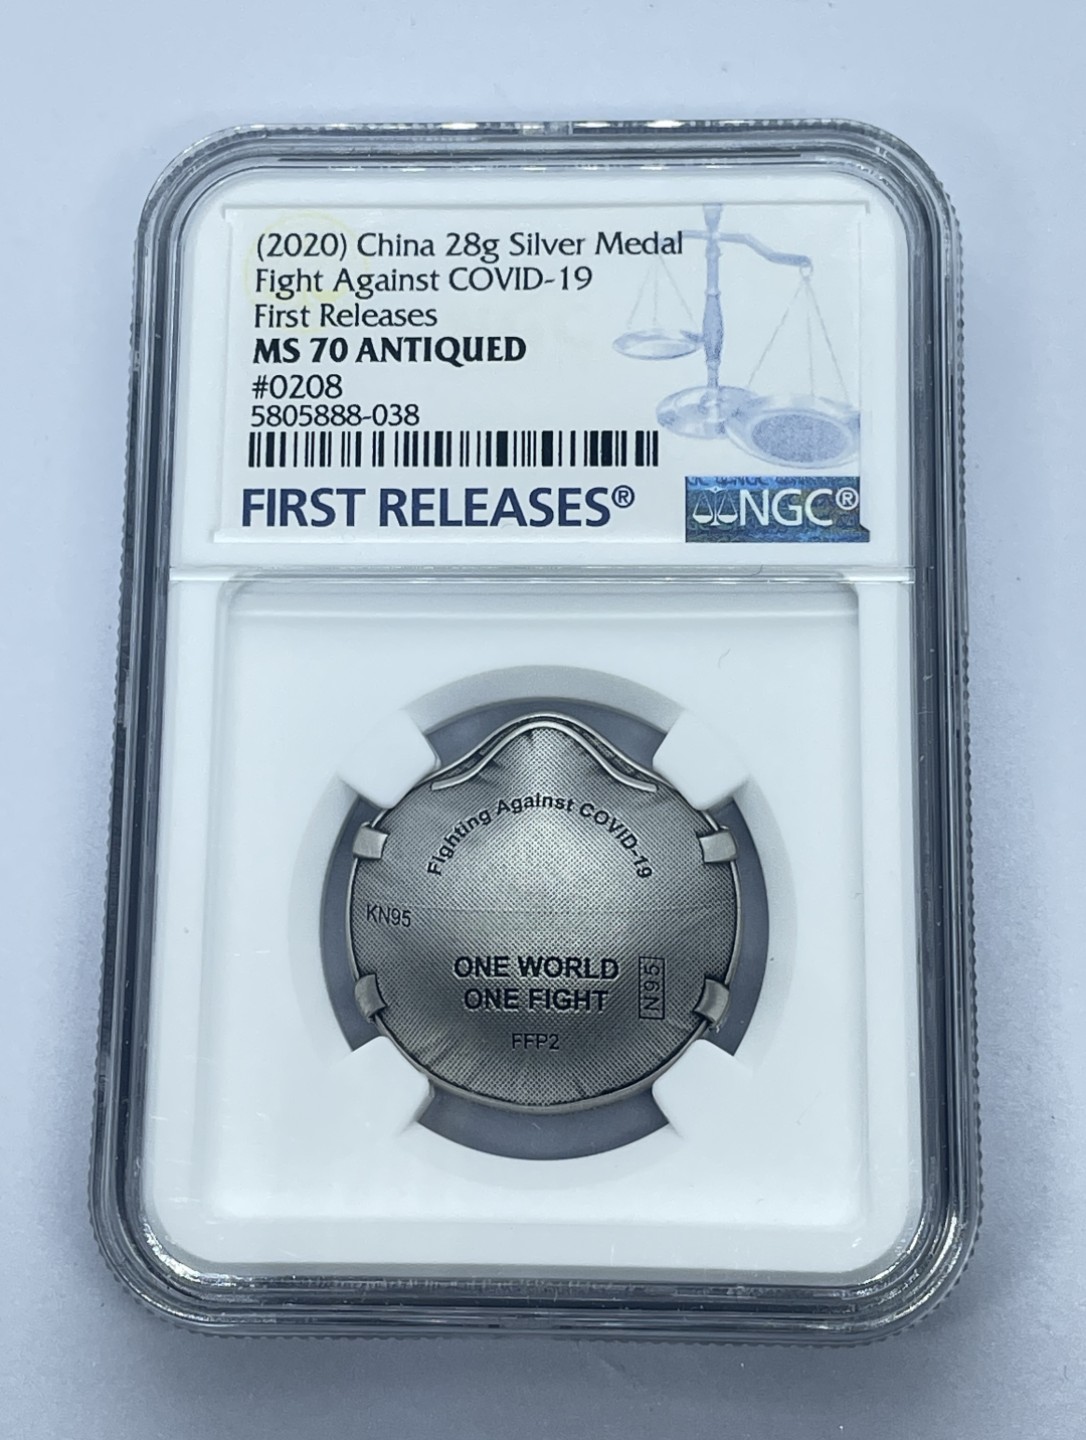 (2020) China 28g Silver Medal
Fight Against COVID-19
First Releases
MS 70 ANTIQUED
#0208
5805888-038
FIRST RELEASES®
NGC®
Fighting Against COVID-19
KN95
ONE WORLD
ONE FIGHT
N95
FFP2